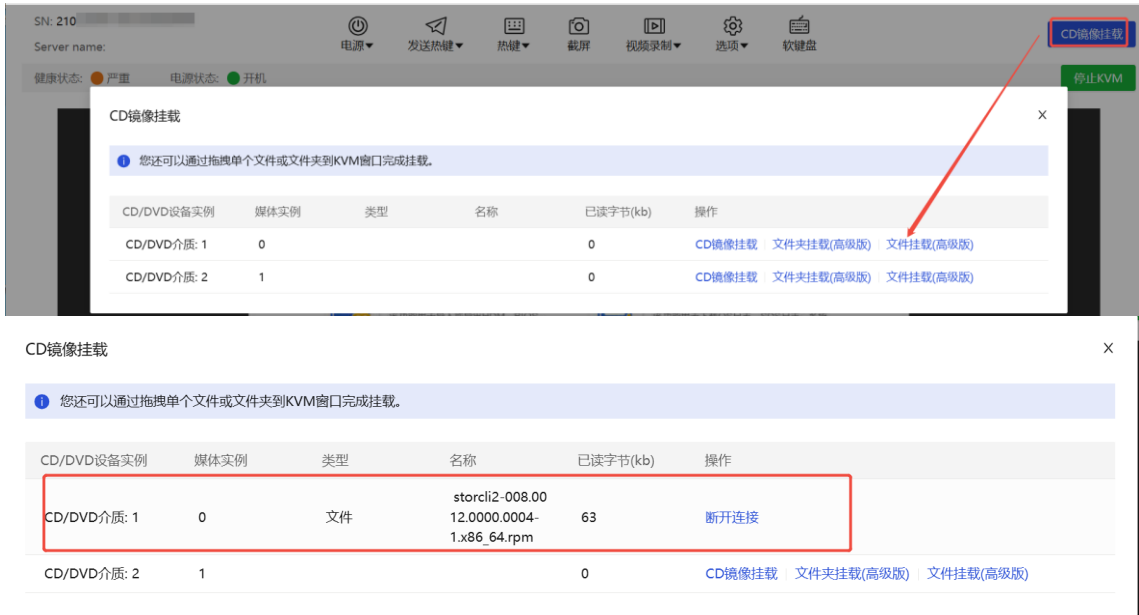 SN: 210
电源▼ 发送热键▼ 热键▼ 截屏 视频录制▼ 选项▼ 软键盘
CD镜像挂载
Server name:
健康状态: 严重 电源状态: 开机
停止KVM
CD镜像挂载 X
您还可以通过拖拽单个文件或文件夹到KVM窗口完成挂载。
CD/DVD设备实例 媒体实例 类型 名称 已读字节(kb) 操作
CD/DVD介质: 1 0 0 CD镜像挂载 文件夹挂载(高级版) 文件挂载(高级版)
CD/DVD介质: 2 1 0 CD镜像挂载 文件夹挂载(高级版) 文件挂载(高级版)
CD镜像挂载 X
您还可以通过拖拽单个文件或文件夹到KVM窗口完成挂载。
CD/DVD设备实例 媒体实例 类型 名称 已读字节(kb) 操作
CD/DVD介质: 1 0 文件 storcli2-008.00
12.0000.0004-
1.x86_64.rpm 63 断开连接
CD/DVD介质: 2 1 0 CD镜像挂载 文件夹挂载(高级版) 文件挂载(高级版)